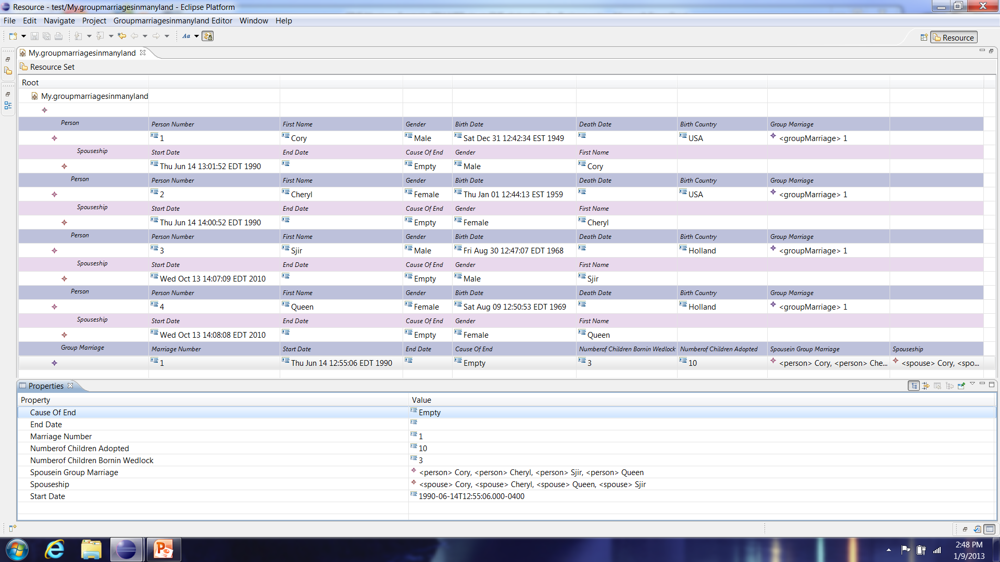 Resource - test/My.groupmarriagesinmanyland - Eclipse Platform
File Edit Navigate Project Groupmarriagesinmanyland Editor Window Help
Aa Resource
My.groupmarriagesinmanyland
Resource Set
Root
My.groupmarriagesinmanyland
Person Person Number First Name Gender Birth Date Death Date Birth Country Group Marriage
1 Cory Male Sat Dec 31 12:42:34 EST 1949 USA <groupMarriage> 1
Spouseship Start Date End Date Cause Of End Gender First Name
Thu Jun 14 13:01:52 EDT 1990 Empty Male Cory
Person Person Number First Name Gender Birth Date Death Date Birth Country Group Marriage
2 Cheryl Female Thu Jan 01 12:44:13 EST 1959 USA <groupMarriage> 1
Spouseship Start Date End Date Cause Of End Gender First Name
Thu Jun 14 14:00:52 EDT 1990 Empty Female Cheryl
Person Person Number First Name Gender Birth Date Death Date Birth Country Group Marriage
3 Sjir Male Fri Aug 30 12:47:07 EDT 1968 Holland <groupMarriage> 1
Spouseship Start Date End Date Cause Of End Gender First Name
Wed Oct 13 14:07:09 EDT 2010 Empty Male Sjir
Person Person Number First Name Gender Birth Date Death Date Birth Country Group Marriage
4 Queen Female Sat Aug 09 12:50:53 EDT 1969 Holland <groupMarriage> 1
Spouseship Start Date End Date Cause Of End Gender First Name
Wed Oct 13 14:08:08 EDT 2010 Empty Female Queen
Group Marriage Marriage Number Start Date End Date Cause Of End Numberof Children Bornin Wedlock Numberof Children Adopted Spousein Group Marriage Spouseship
1 Thu Jun 14 12:55:06 EDT 1990 Empty 3 10 <person> Cory, <person> Che... <spouse> Cory, <spo...
Properties
Property Value
Cause Of End Empty
End Date
Marriage Number 1
Numberof Children Adopted 10
Numberof Children Bornin Wedlock 3
Spousein Group Marriage <person> Cory, <person> Cheryl, <person> Sjir, <person> Queen
Spouseship <spouse> Cory, <spouse> Cheryl, <spouse> Queen, <spouse> Sjir
Start Date 1990-06-14T12:55:06.000-0400
2:48 PM
1/9/2013